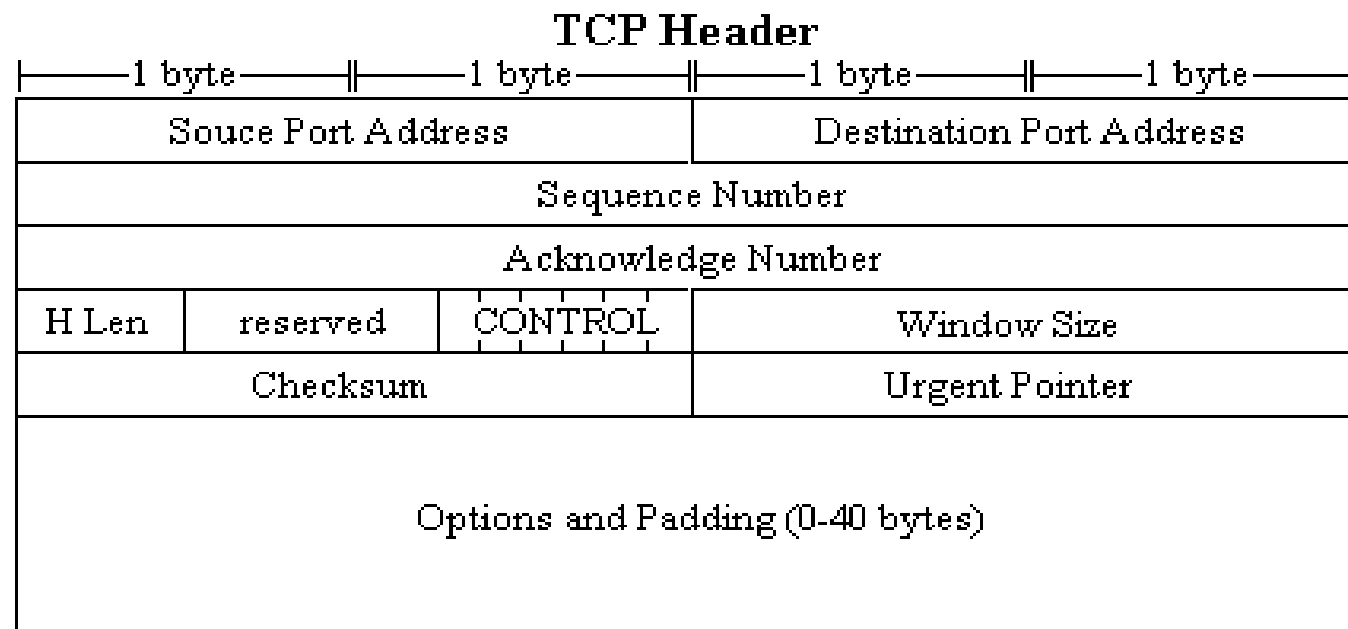 TCP Header
1 byte 1 byte 1 byte 1 byte
Souce Port Address Destination Port Address
Sequence Number
Acknowledge Number
H Len reserved CONTROL Window Size
Checksum Urgent Pointer
Options and Padding (0-40 bytes)